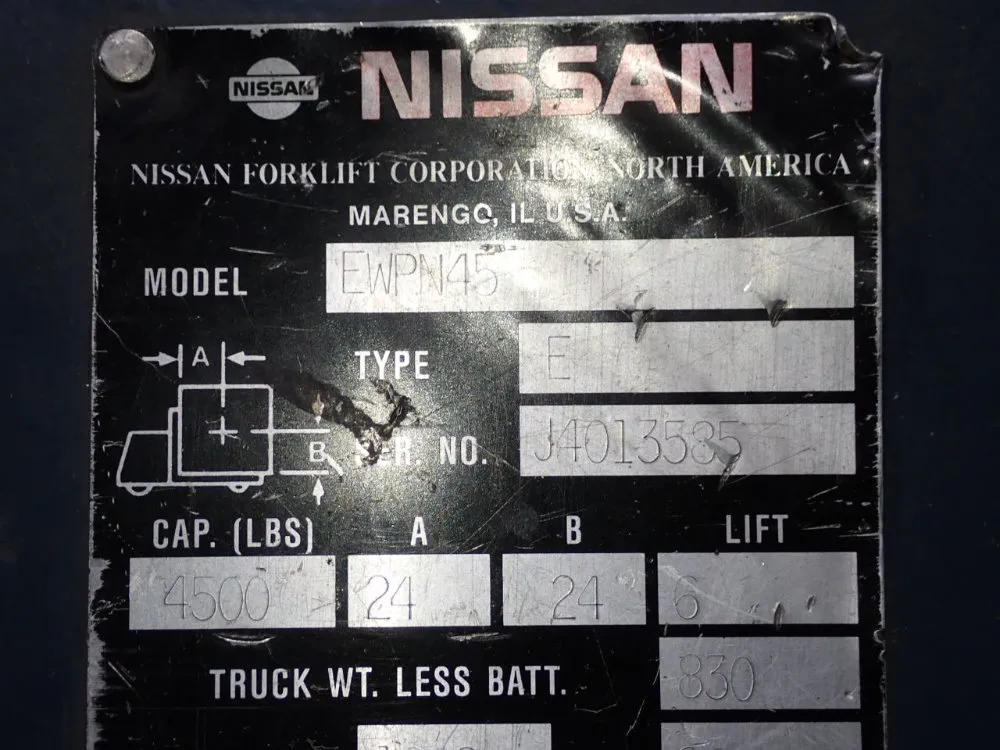 NISSAN NISSAN
NISSAN FORKLIFT CORPORATION, NORTH AMERICA
MARENGO, IL U.S.A.
MODEL EWPN45
TYPE E
A
B
SER. NO. J4013585
CAP. (LBS) A B LIFT
4500 24 24 6
TRUCK WT. LESS BATT. 830